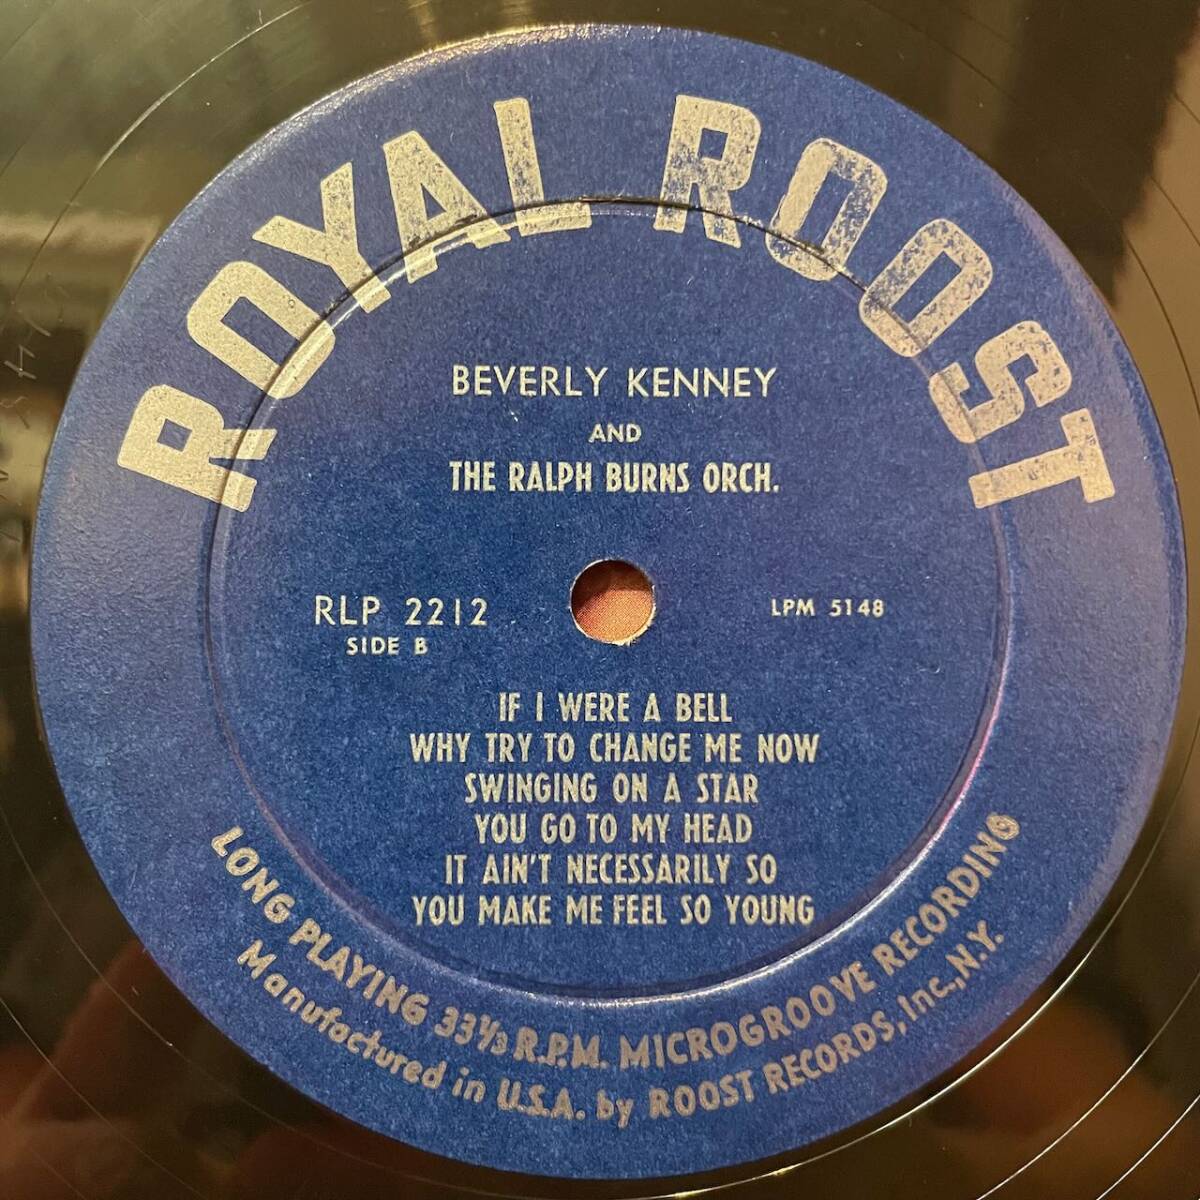 ROYAL ROOST
BEVERLY KENNEY
AND
THE RALPH BURNS ORCH.
RLP 2212
SIDE B
LPM 5148
IF I WERE A BELL
WHY TRY TO CHANGE ME NOW
SWINGING ON A STAR
YOU GO TO MY HEAD
IT AIN'T NECESSARILY SO
YOU MAKE ME FEEL SO YOUNG
LONG PLAYING 33⅓ R.P.M. MICROGROOVE RECORDING
Manufactured in U.S.A. by ROOST RECORDS, Inc., N.Y.